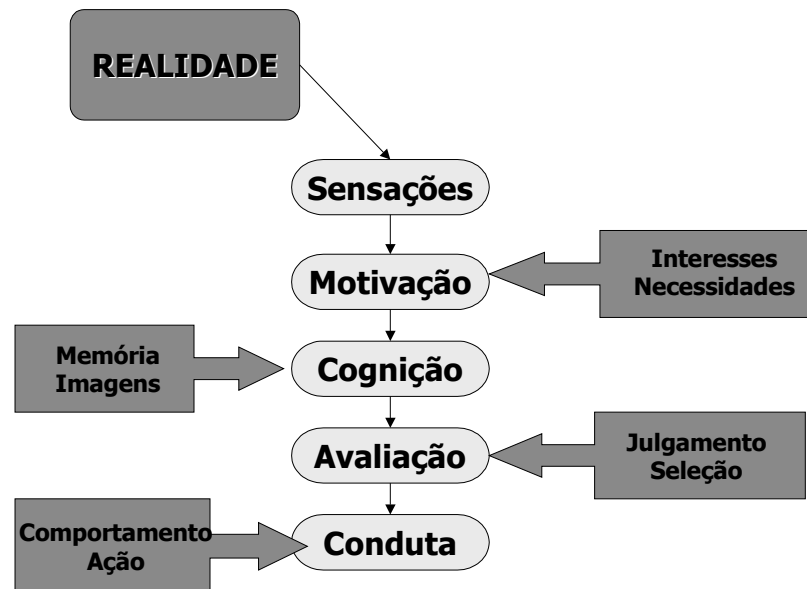 REALIDADE
Sensações
Motivação
Interesses
Necessidades
Memória
Imagens
Cognição
Avaliação
Julgamento
Seleção
Comportamento
Ação
Conduta